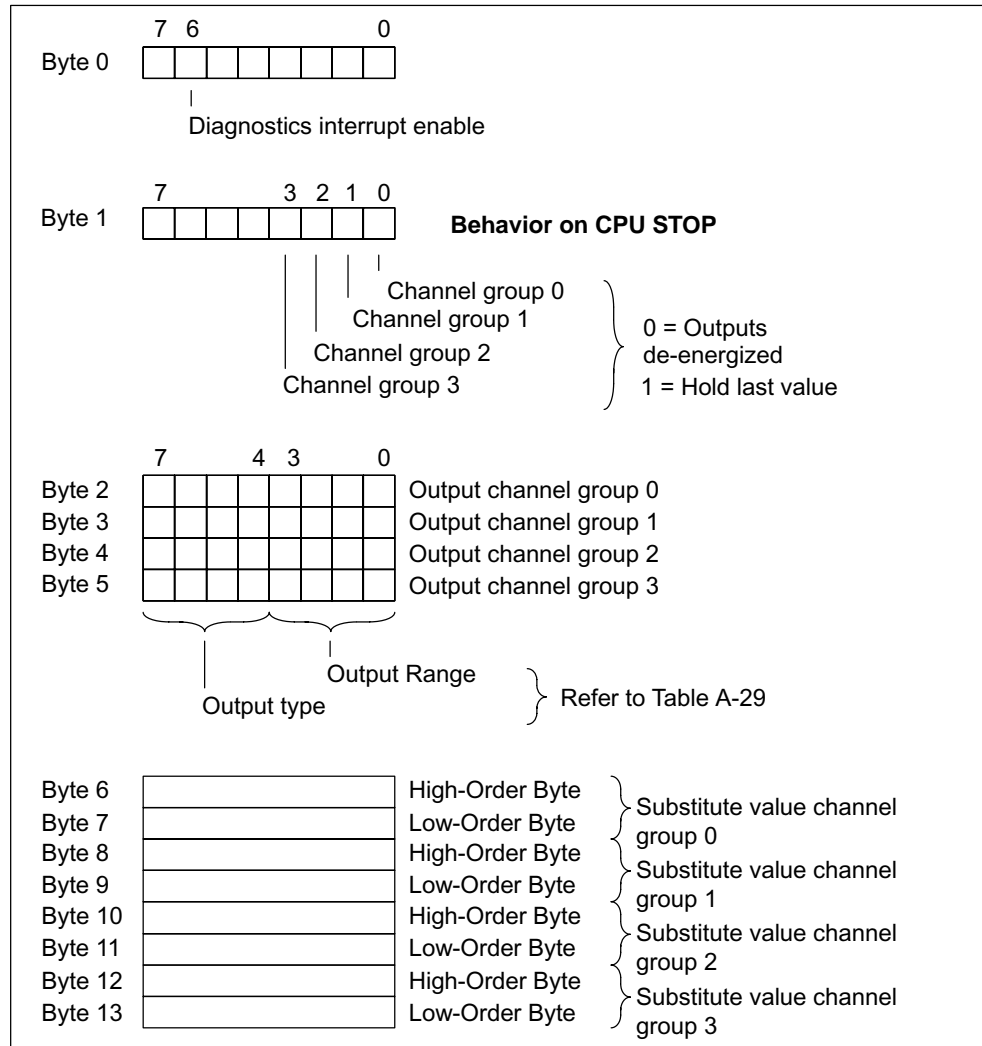 7 6 0
Byte 0
Diagnostics interrupt enable
7 3 2 1 0
Byte 1
Behavior on CPU STOP
Channel group 0
Channel group 1
Channel group 2
Channel group 3
0 = Outputs
de-energized
1 = Hold last value
7 4 3 0
Byte 2 Output channel group 0
Byte 3 Output channel group 1
Byte 4 Output channel group 2
Byte 5 Output channel group 3
Output Range
Output type
Refer to Table A-29
Byte 6 High-Order Byte
Byte 7 Low-Order Byte
Substitute value channel
group 0
Byte 8 High-Order Byte
Byte 9 Low-Order Byte
Substitute value channel
group 1
Byte 10 High-Order Byte
Byte 11 Low-Order Byte
Substitute value channel
group 2
Byte 12 High-Order Byte
Byte 13 Low-Order Byte
Substitute value channel
group 3